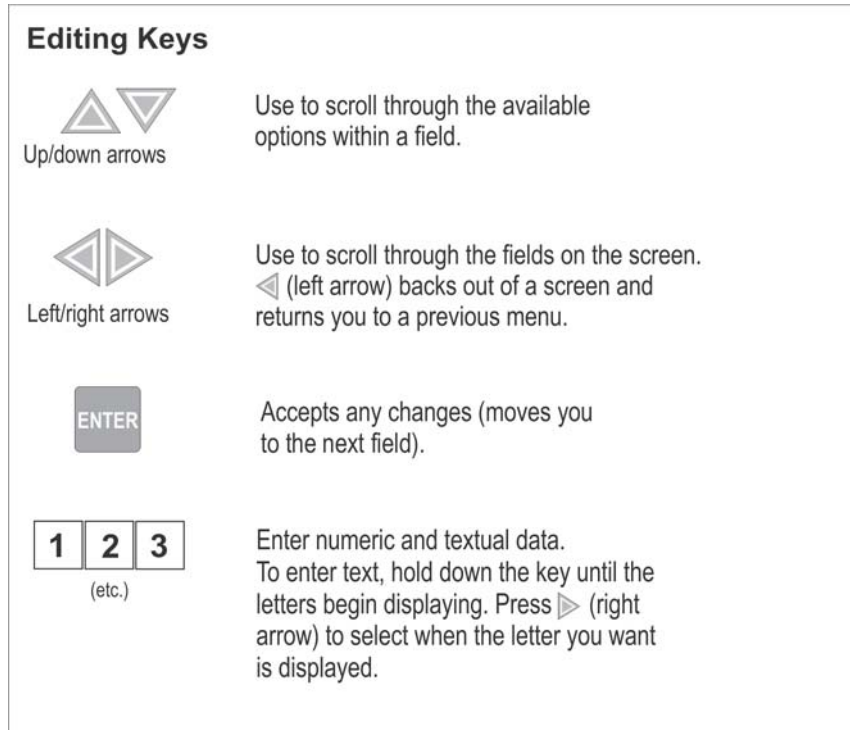 Editing Keys
Up/down arrows
Use to scroll through the available
options within a field.
Left/right arrows
Use to scroll through the fields on the screen.
(left arrow) backs out of a screen and
returns you to a previous menu.
ENTER
Accepts any changes (moves you
to the next field).
1 2 3
(etc.)
Enter numeric and textual data.
To enter text, hold down the key until the
letters begin displaying. Press (right
arrow) to select when the letter you want
is displayed.